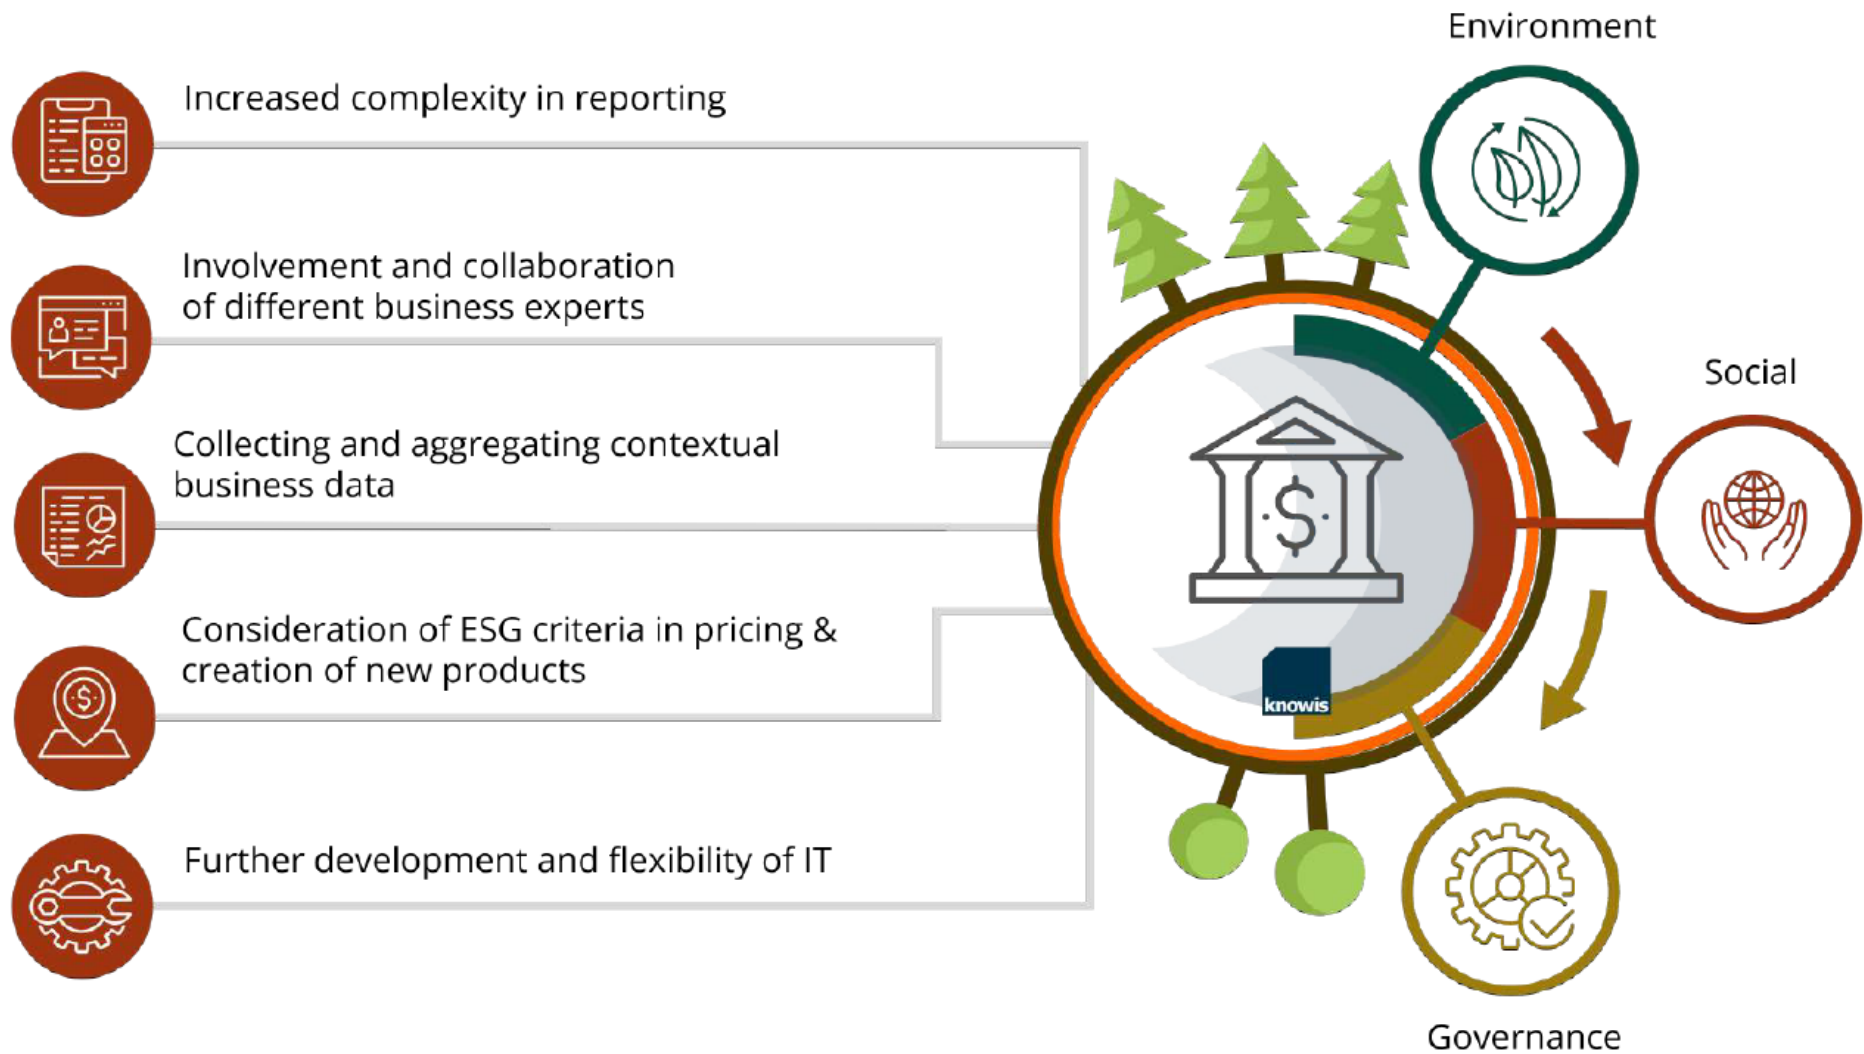 Environment
Increased complexity in reporting
Involvement and collaboration
of different business experts
Social
Collecting and aggregating contextual
business data
$
Consideration of ESG criteria in pricing &
creation of new products
$
knowis
Further development and flexibility of IT
Governance